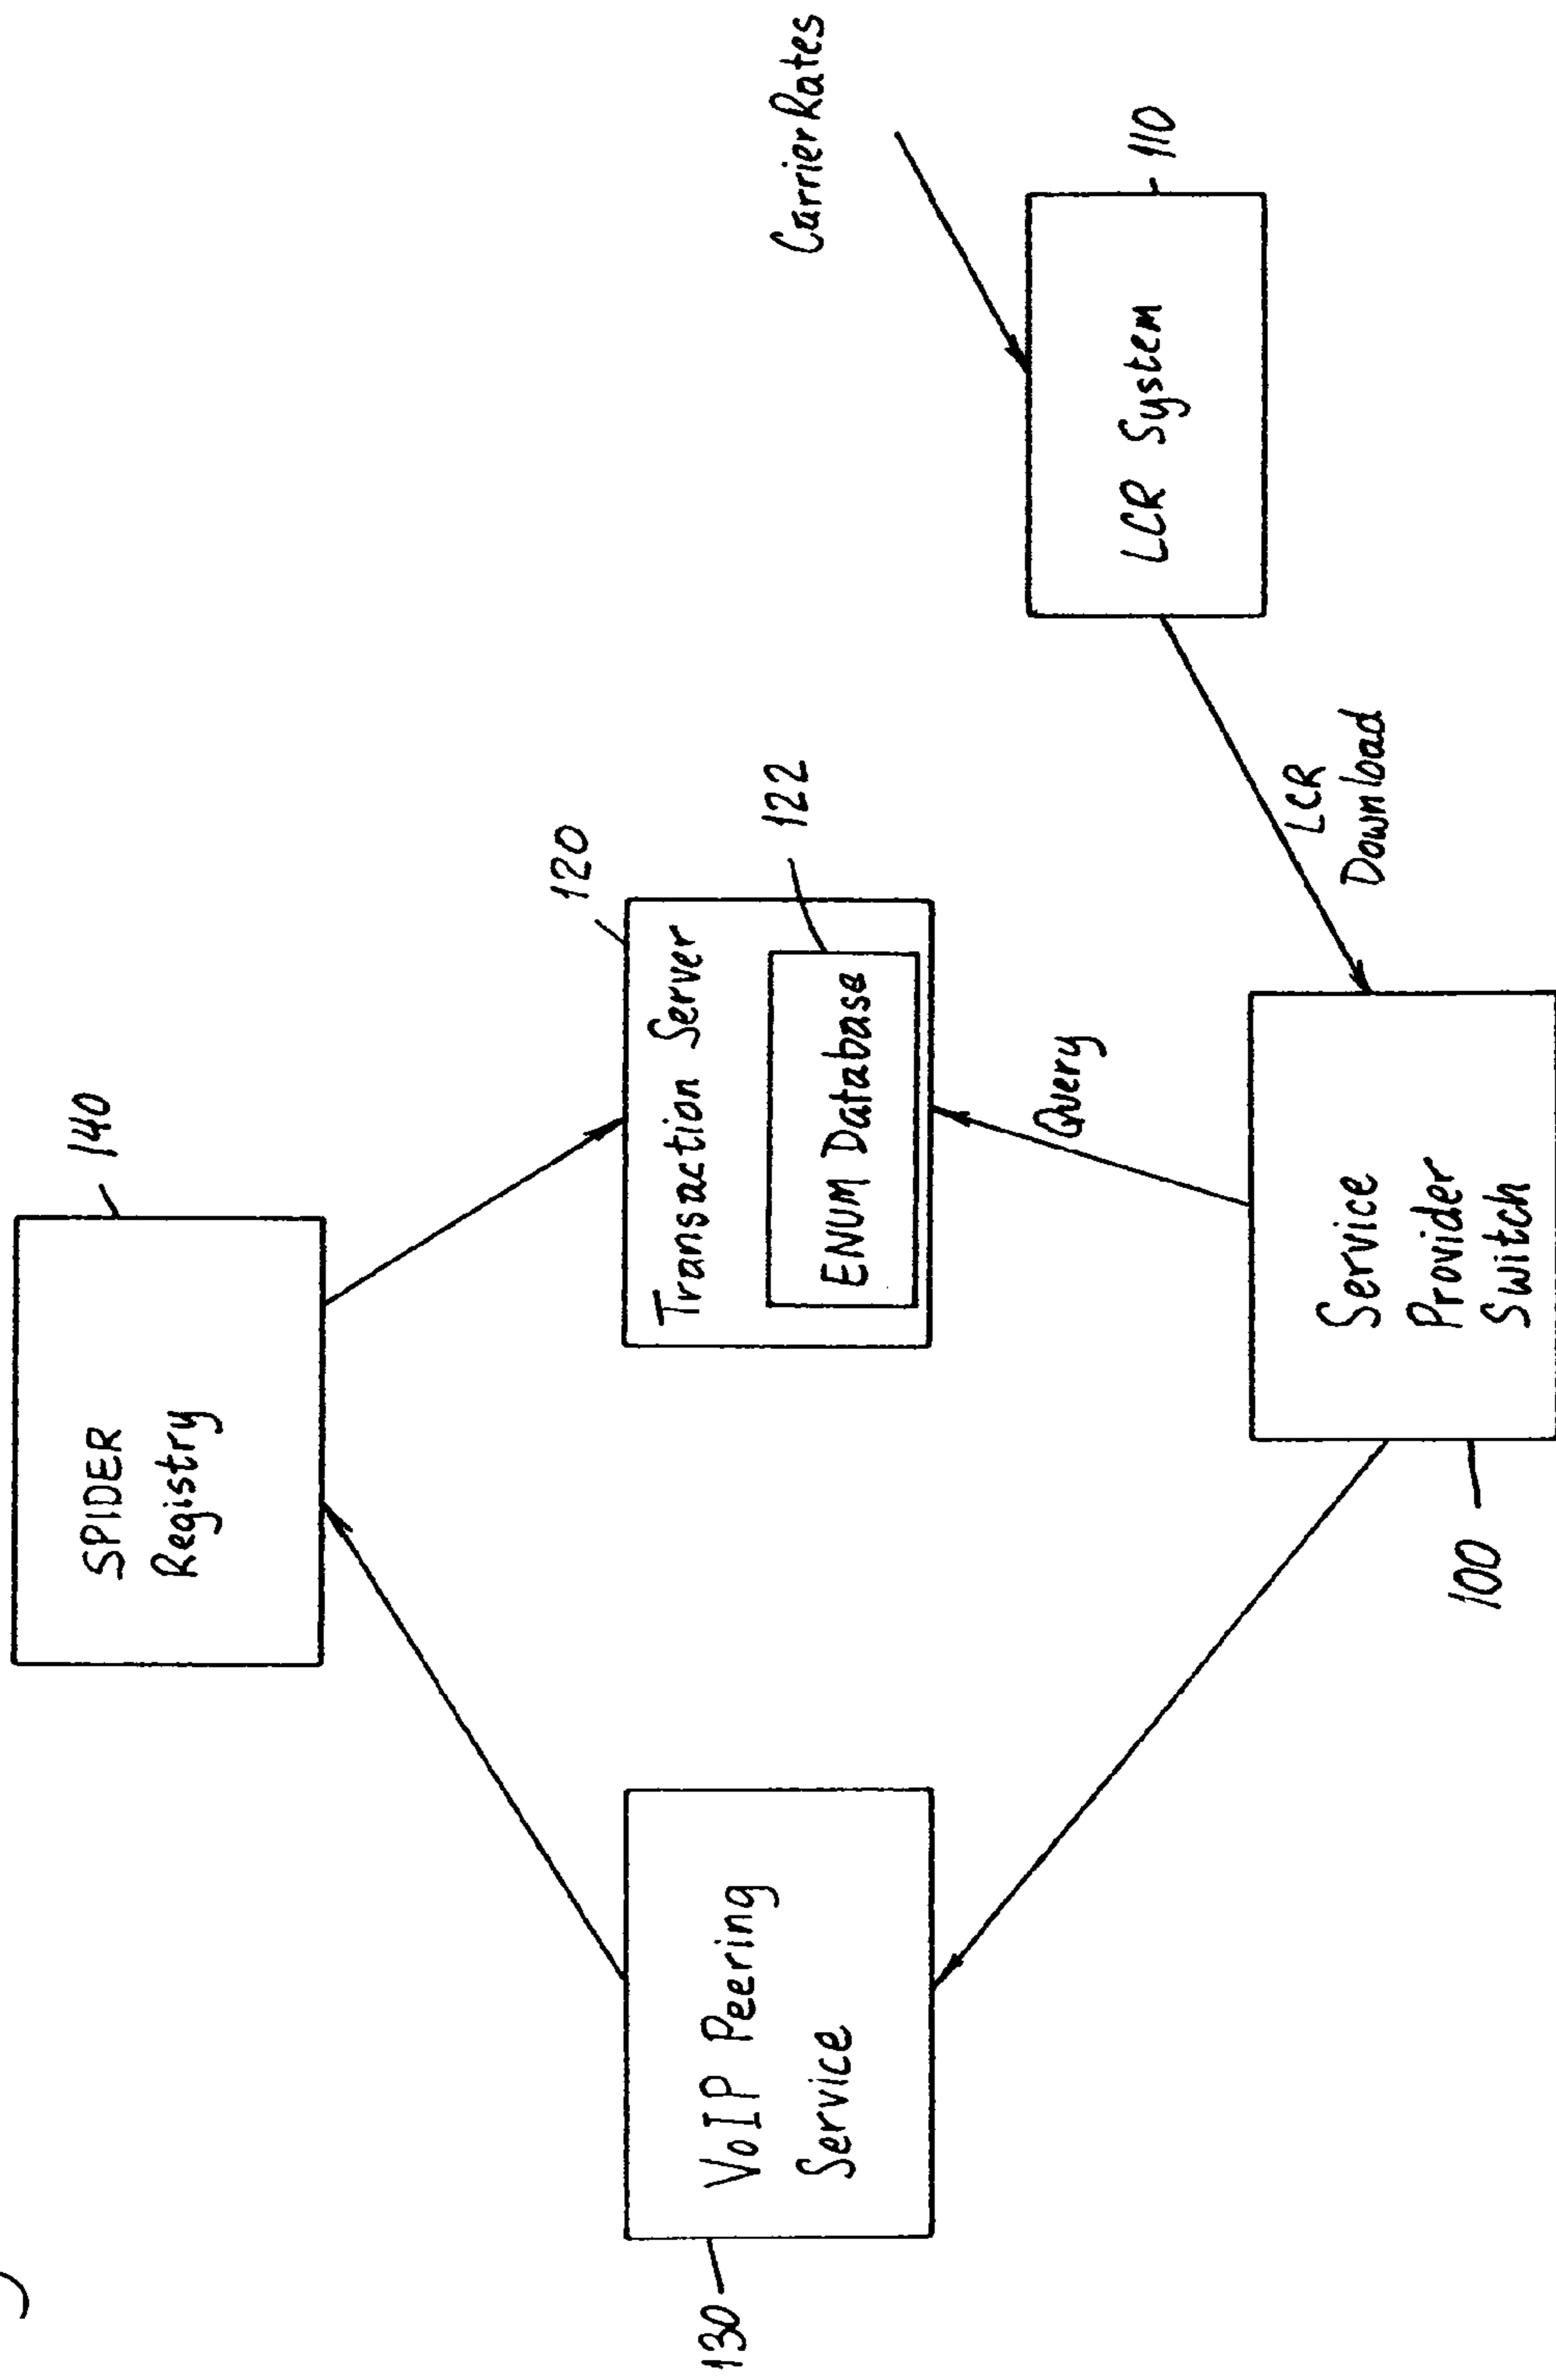 140
SPIDER
Registry
120
Transaction Server
122
ENUM Database
Carrier Rates
110
LCR System
LCR
Download
Query
VoIP Peering
Service
130
Service
Provider
Switch
100